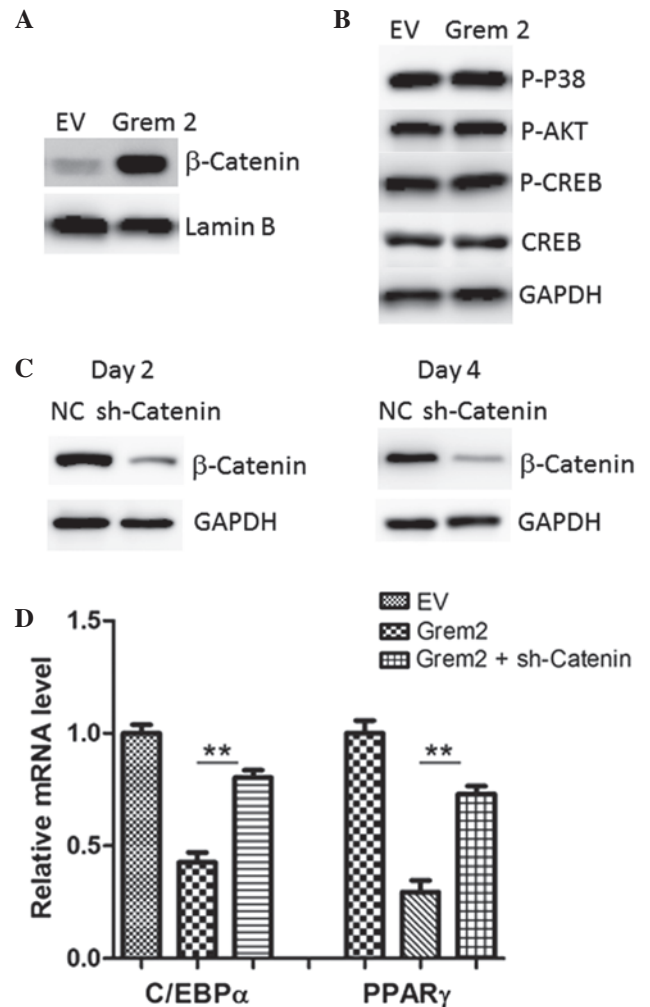 A
EV Grem 2
β-Catenin
Lamin B
B
EV Grem 2
P-P38
P-AKT
P-CREB
CREB
GAPDH
C
Day 2
NC sh-Catenin
β-Catenin
GAPDH
Day 4
NC sh-Catenin
β-Catenin
GAPDH
D
EV
Grem2
Grem2 + sh-Catenin
Relative mRNA level
1.5
1.0
0.5
0.0
**
**
C/EBPα
PPARγ